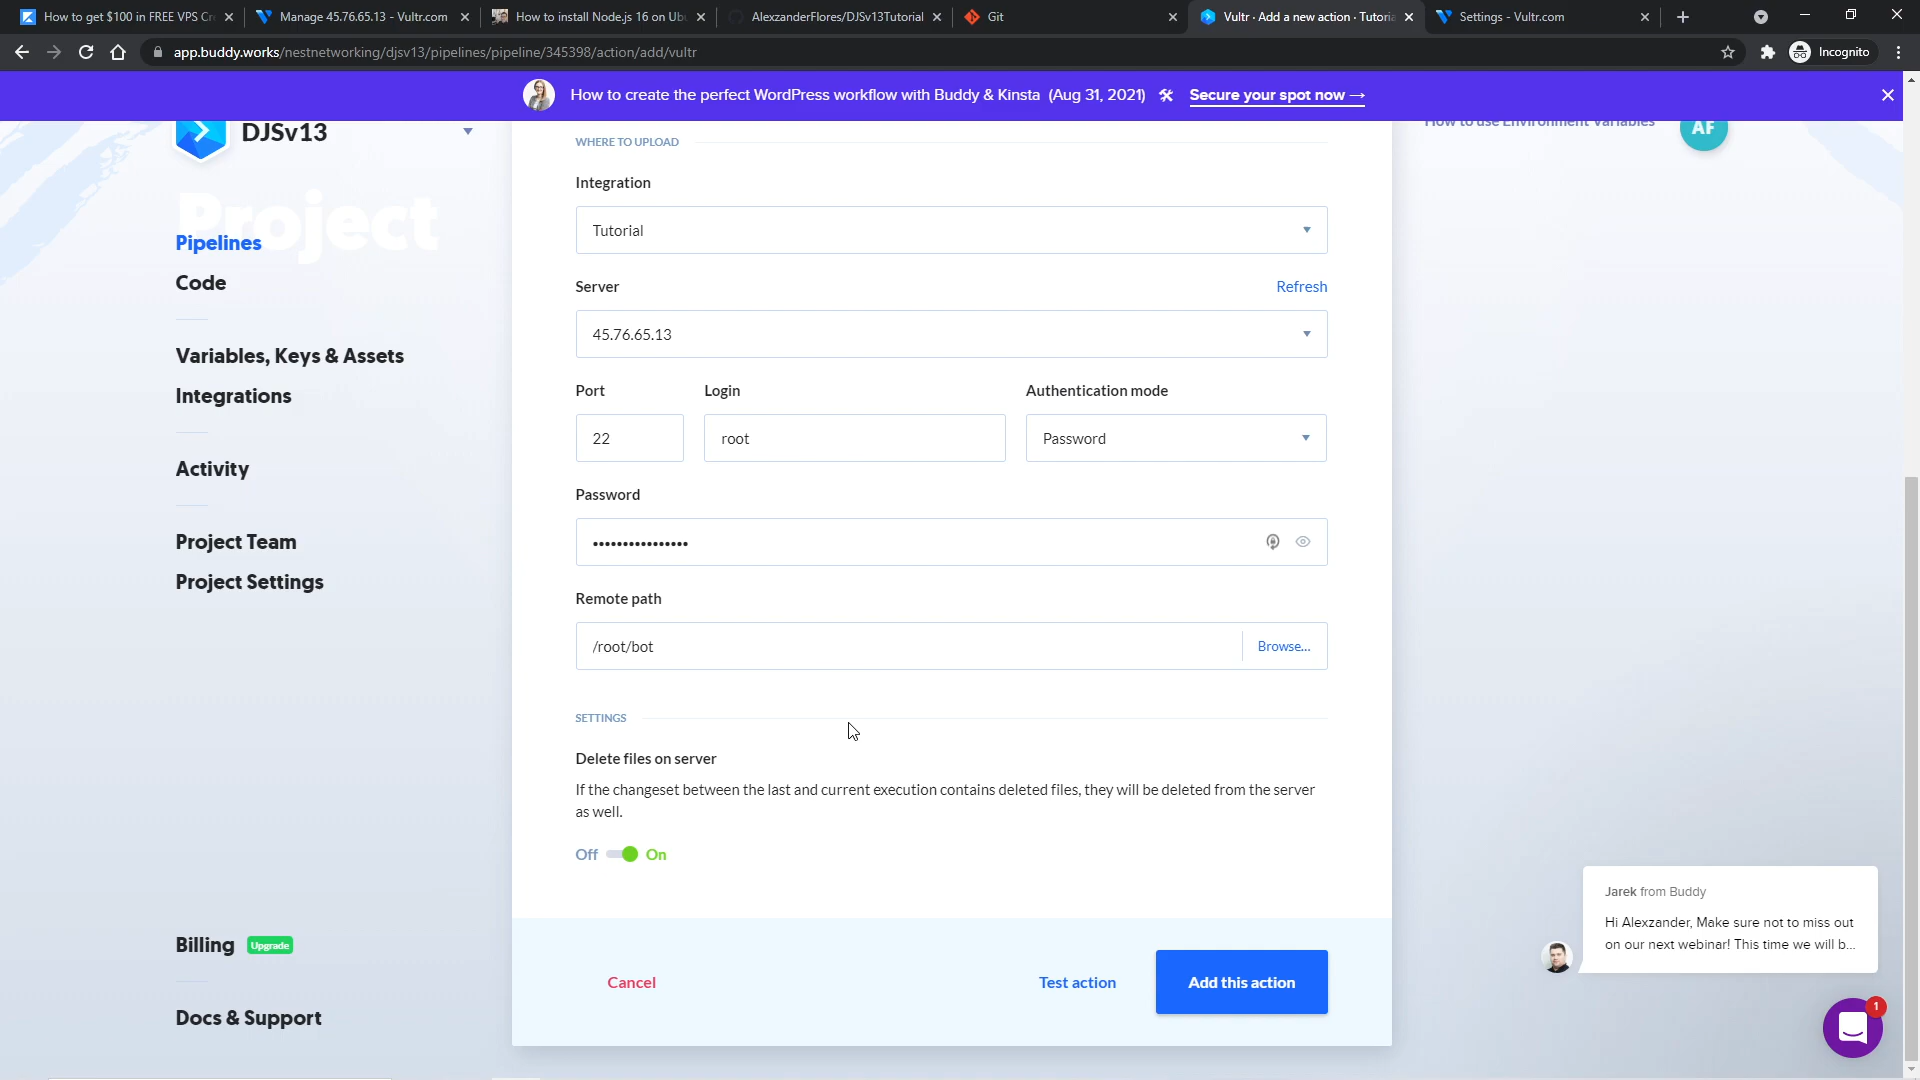 How to get $100 in FREE VPS Cr
Manage 45.76.65.13 - Vultr.com
How to install Node.js 16 on Ub
AlexzanderFlores/DJSv13Tutorial
Git
Vultr · Add a new action · Tutoria
Settings - Vultr.com
app.buddy.works/nestnetworking/djsv13/pipelines/pipeline/345398/action/add/vultr
Incognito
How to create the perfect WordPress workflow with Buddy & Kinsta (Aug 31, 2021) 🛠 Secure your spot now →
DJSv13
How to use Environment Variables
AF
Project
Pipelines
Code
Variables, Keys & Assets
Integrations
Activity
Project Team
Project Settings
Billing Upgrade
Docs & Support
WHERE TO UPLOAD
Integration
Tutorial
Server Refresh
45.76.65.13
Port Login Authentication mode
22 root Password
Password
••••••••••••••••
Remote path
/root/bot Browse...
SETTINGS
Delete files on server
If the changeset between the last and current execution contains deleted files, they will be deleted from the server
as well.
Off On
Cancel Test action Add this action
Jarek from Buddy
Hi Alexzander, Make sure not to miss out
on our next webinar! This time we will b...
1